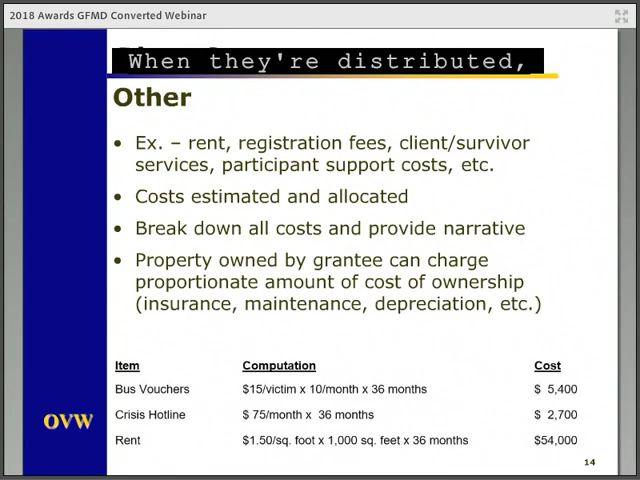 2018 Awards GFMD Converted Webinar
When they're distributed,
Other
• Ex. – rent, registration fees, client/survivor
services, participant support costs, etc.
• Costs estimated and allocated
• Break down all costs and provide narrative
• Property owned by grantee can charge
proportionate amount of cost of ownership
(insurance, maintenance, depreciation, etc.)
Item Computation Cost
Bus Vouchers $15/victim x 10/month x 36 months $ 5,400
Crisis Hotline $ 75/month x 36 months $ 2,700
Rent $1.50/sq. foot x 1,000 sq. feet x 36 months $54,000
OVW
14